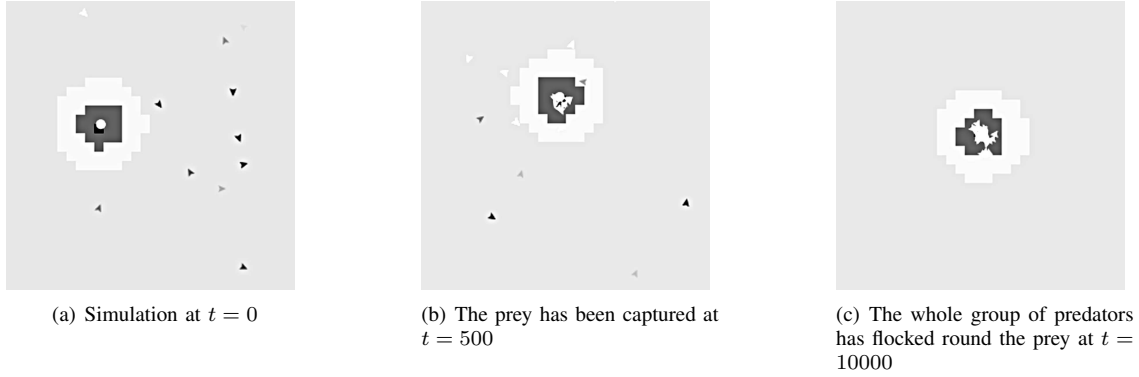 (a) Simulation at t = 0
(b) The prey has been captured at
t = 500
(c) The whole group of predators
has flocked round the prey at t =
10000